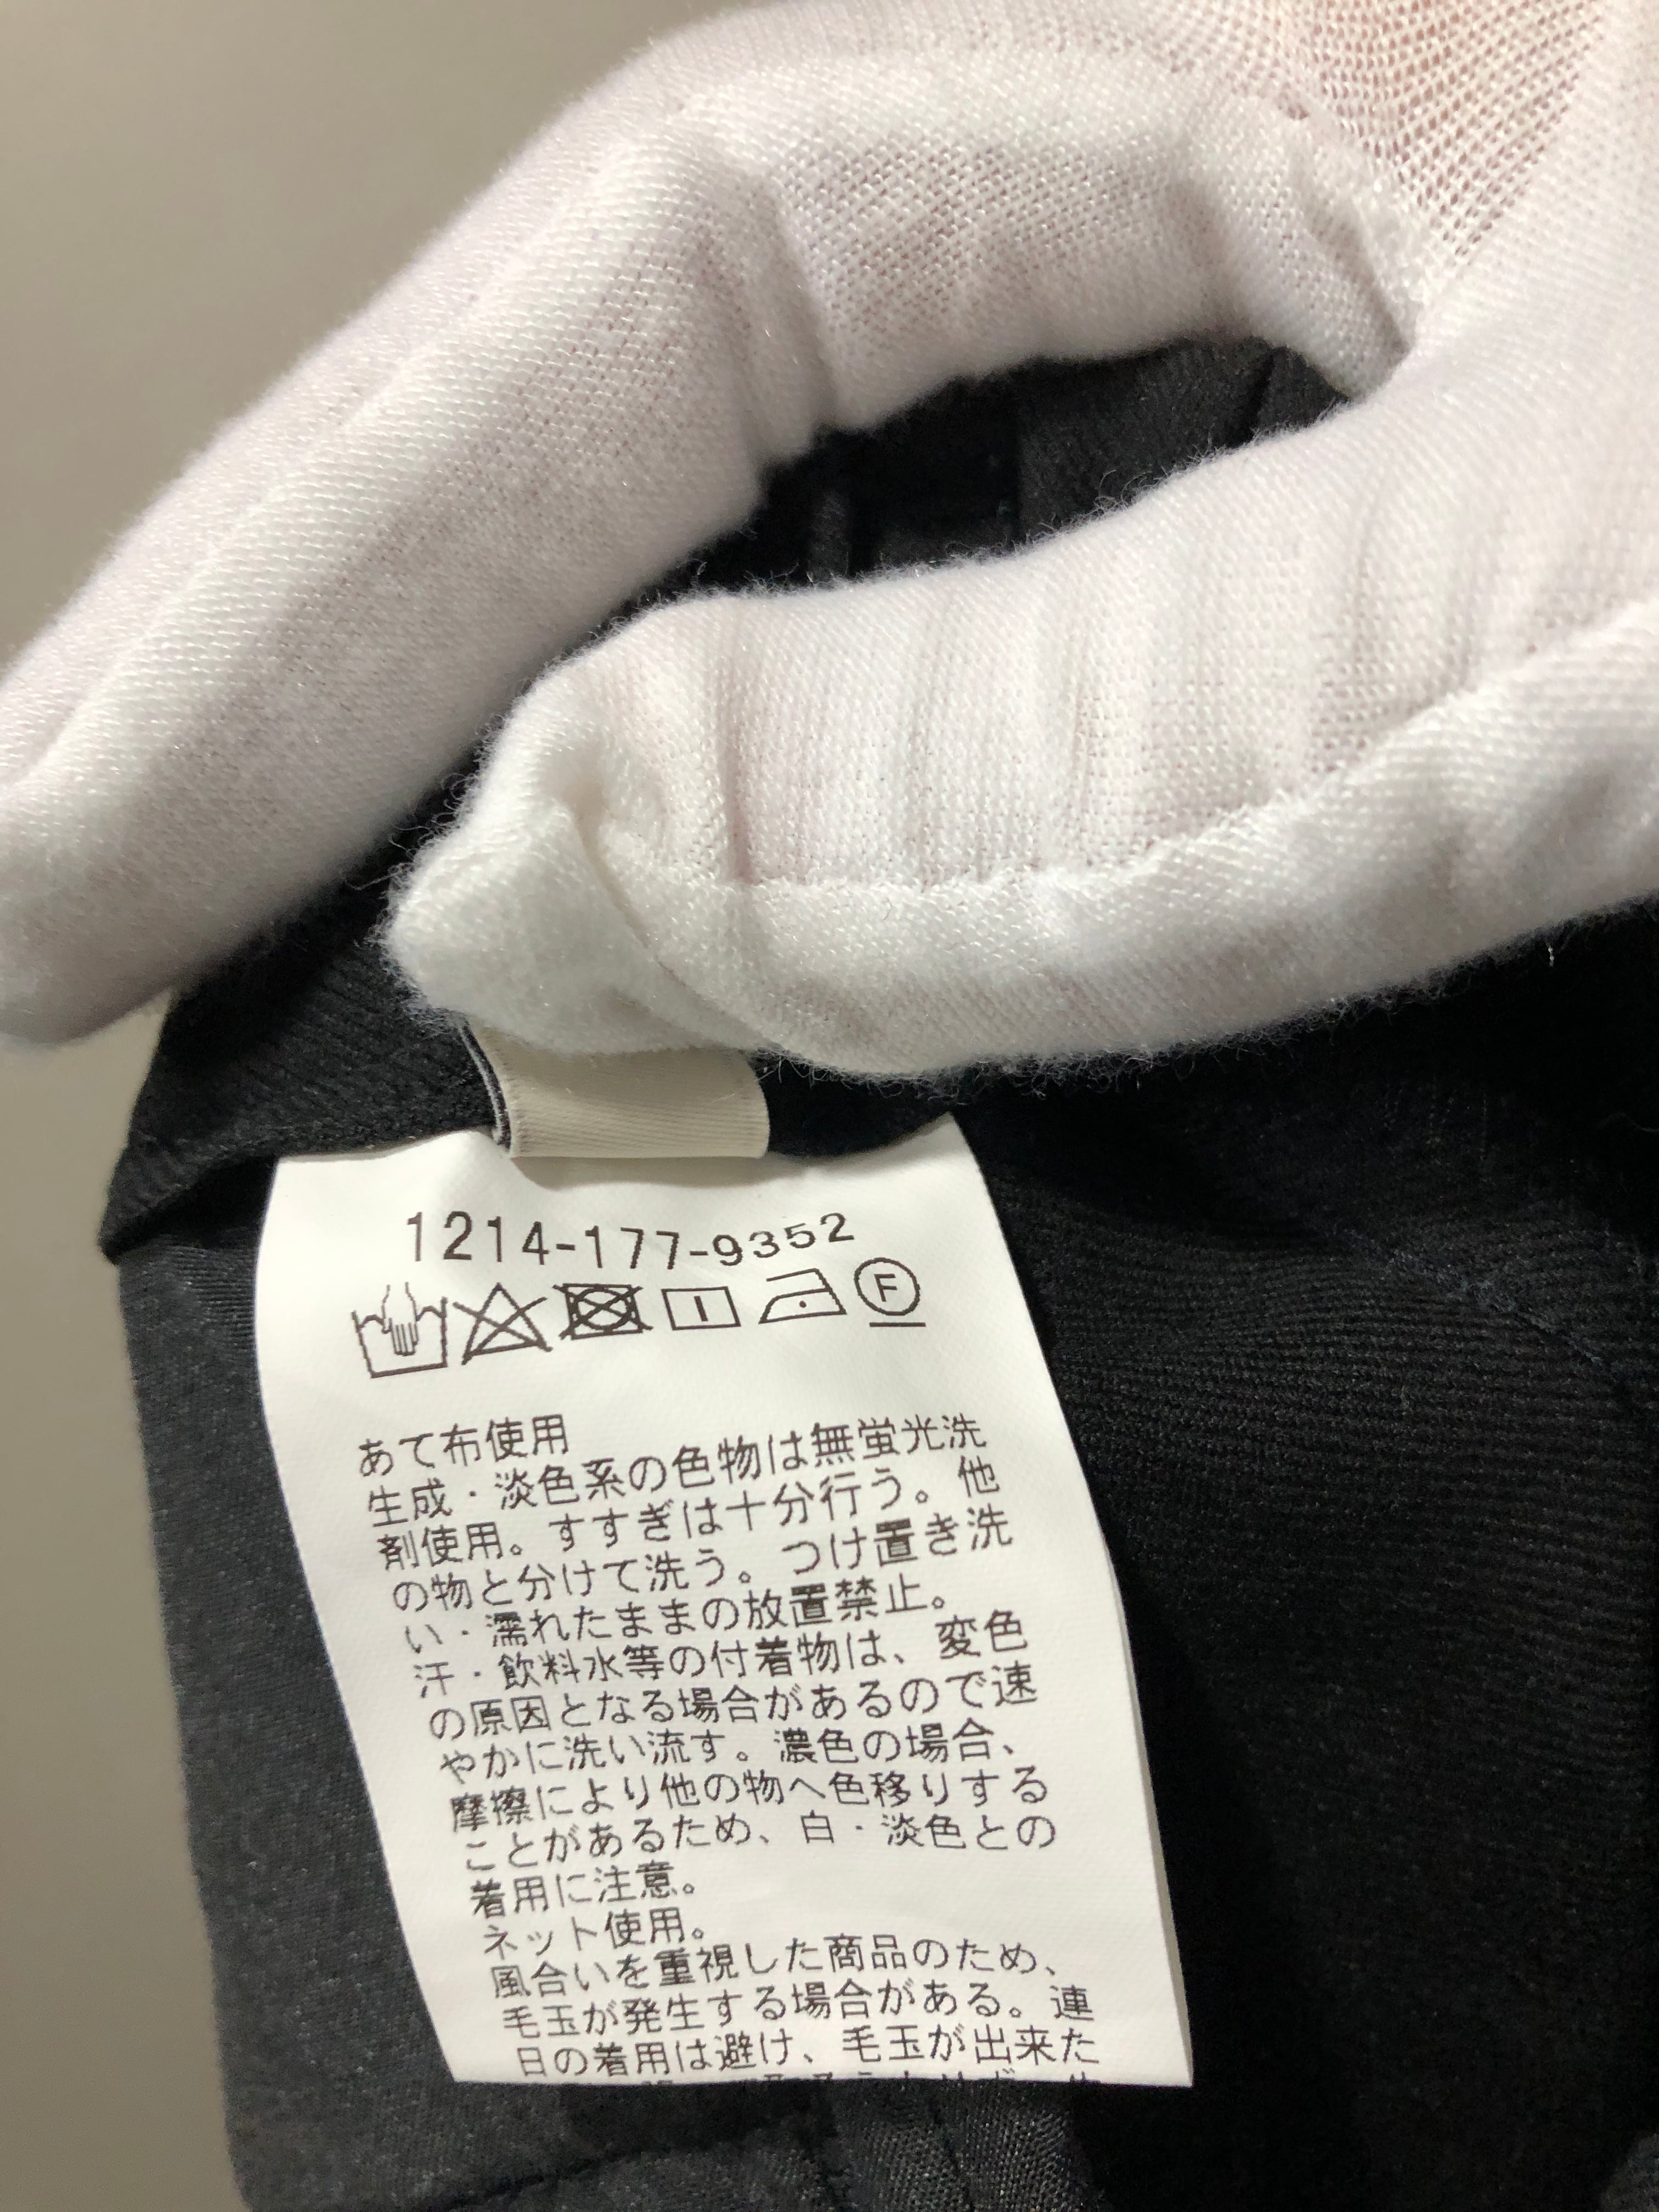 1214-177-9352
F
あて布使用
生成・淡色系の色物は無蛍光洗
剤使用。すすぎは十分行う。他
の物と分けて洗う。つけ置き洗
い・濡れたままの放置禁止。
汗・飲料水等の付着物は、変色
の原因となる場合があるので速
やかに洗い流す。濃色の場合、
摩擦により他の物へ色移りする
ことがあるため、白・淡色との
着用に注意。
ネット使用。
風合いを重視した商品のため、
毛玉が発生する場合がある。連
日の着用は避け、毛玉が出来た